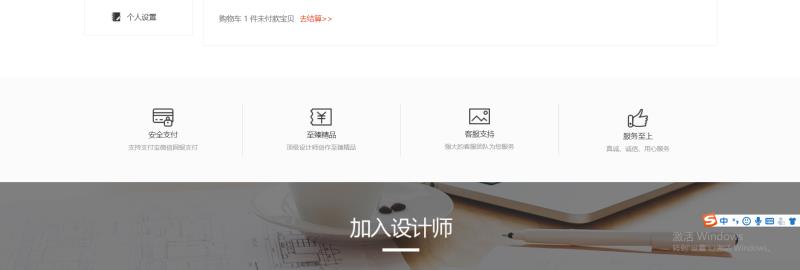 个人设置
购物车 1 件未付款宝贝 去结算>>
安全支付
支持支付宝微信网银支付
至臻精品
顶级设计师创作至臻精品
客服支持
强大的客服团队为您服务
服务至上
真诚、诚信、用心服务
加入设计师
中
激活 Windows
转到"设置"以激活 Windows。